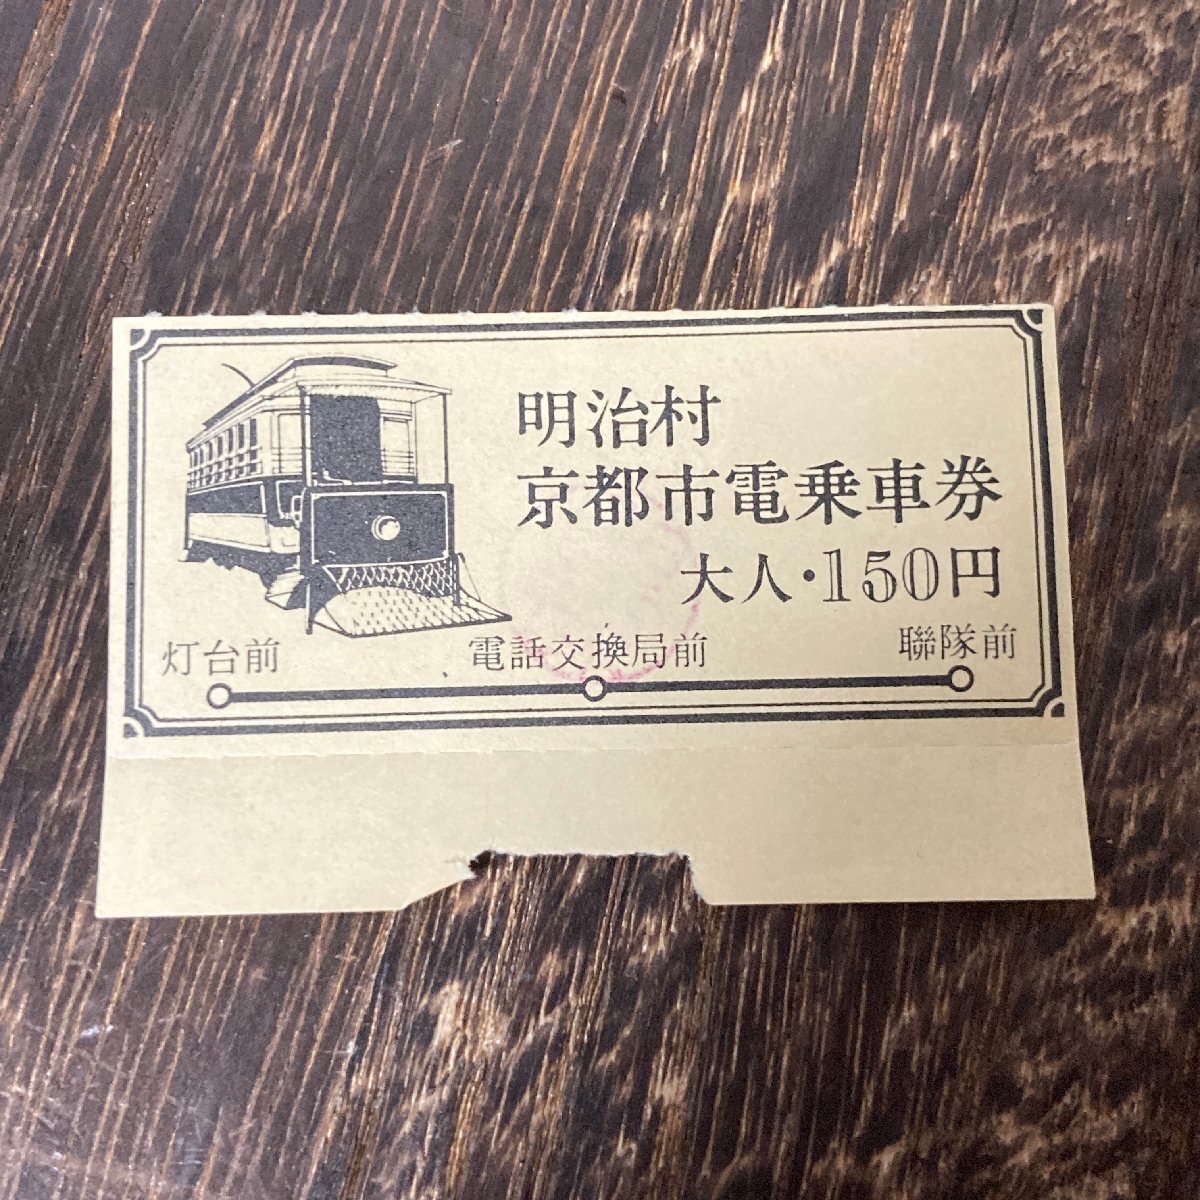 明治村
京都市電乗車券
大人・150円
灯台前 電話交換局前 聯隊前